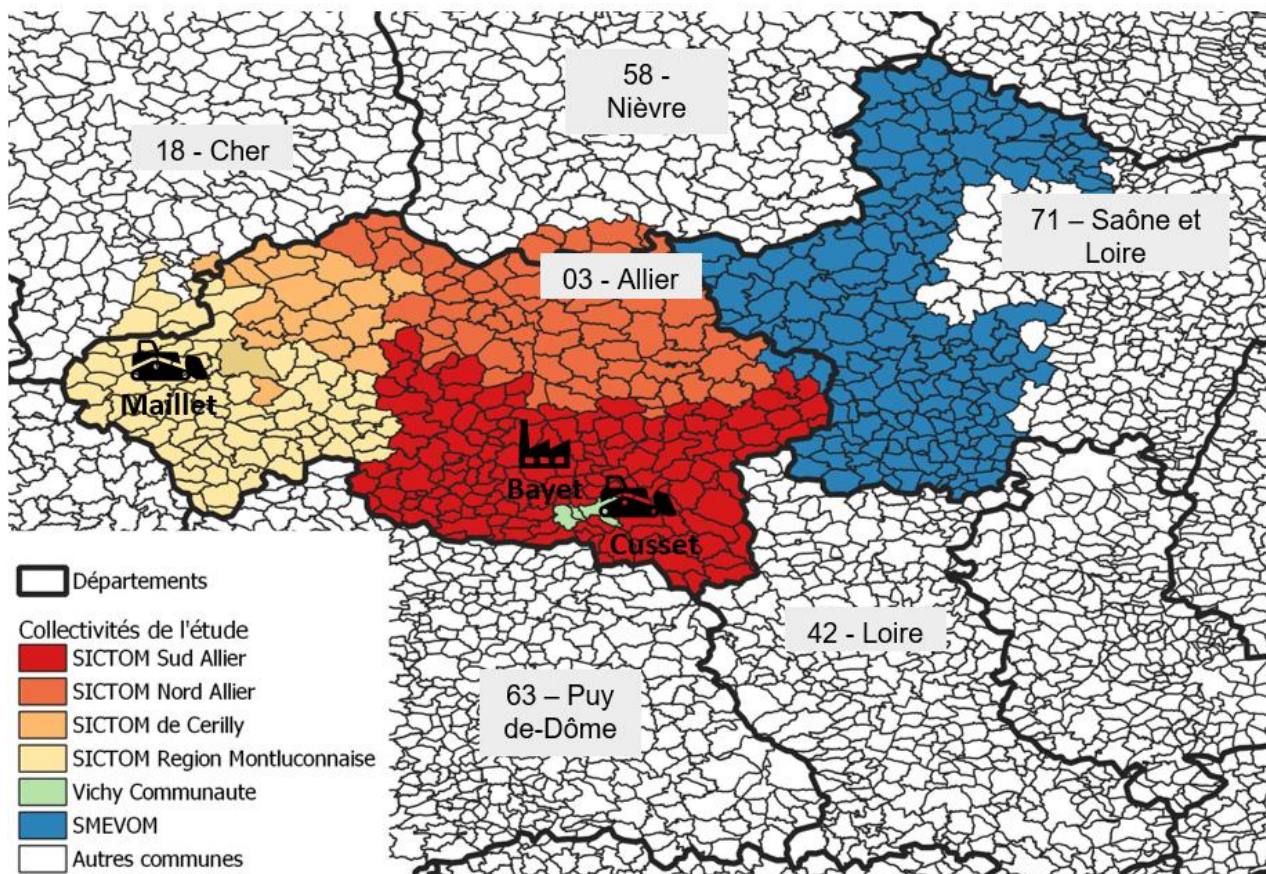 58 -
Nièvre
18 - Cher
71 – Saône et
Loire
03 - Allier
Maillet
Bayet
Cusset
42 - Loire
63 – Puy
de-Dôme
Départements
Collectivités de l'étude
SICTOM Sud Allier
SICTOM Nord Allier
SICTOM de Cerilly
SICTOM Region Montluconnaise
Vichy Communaute
SMEVOM
Autres communes